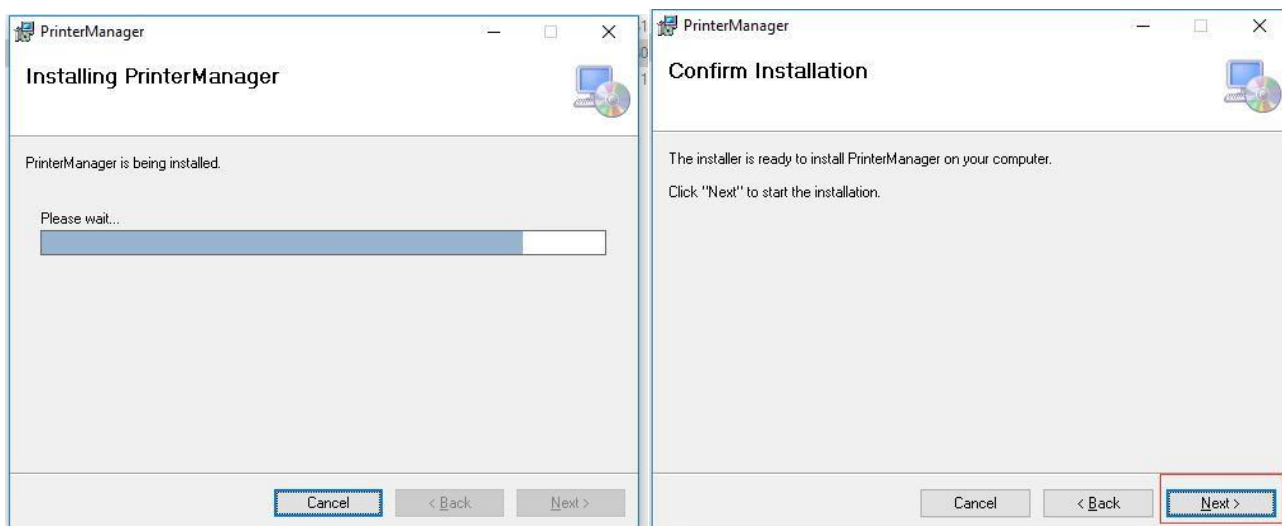 PrinterManager
Installing PrinterManager
PrinterManager is being installed.
Please wait...
Cancel
< Back
Next >
PrinterManager
Confirm Installation
The installer is ready to install PrinterManager on your computer.
Click "Next" to start the installation.
Cancel
< Back
Next >